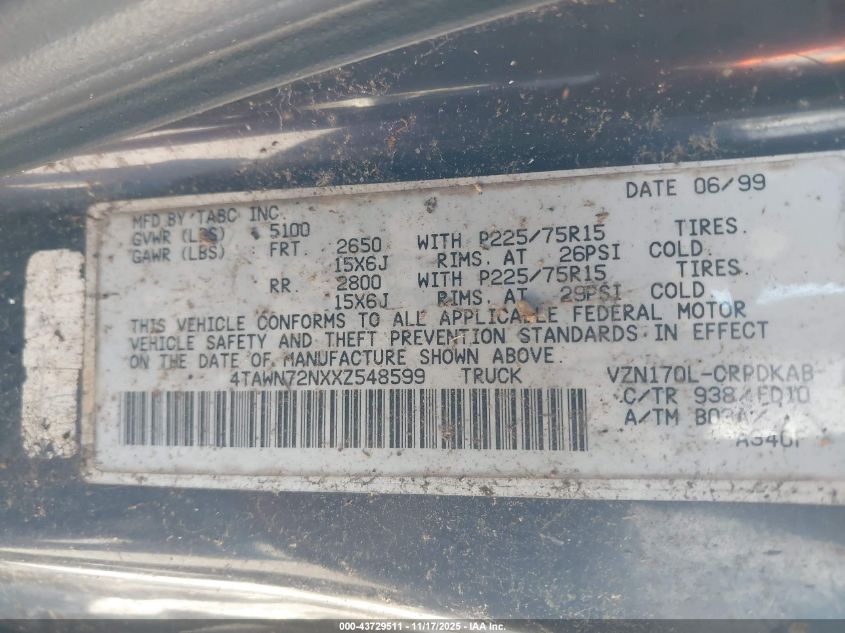 DATE 06/99
MFD BY TABC INC.
GVWR (LBS) 5100
GAWR (LBS) FRT. 2650 WITH P225/75R15 TIRES.
15X6J RIMS. AT 26PSI COLD.
RR. 2800 WITH P225/75R15 TIRES.
15X6J RIMS. AT 29PSI COLD.
THIS VEHICLE CONFORMS TO ALL APPLICABLE FEDERAL MOTOR
VEHICLE SAFETY AND THEFT PREVENTION STANDARDS IN EFFECT
ON THE DATE OF MANUFACTURE SHOWN ABOVE.
4TAWN72NXXZ548599 TRUCK VZN170L-CRPDKAB
C/TR 938/FD10
A/TM
A340F
000-43729511 - 11/17/2025 - IAA Inc.